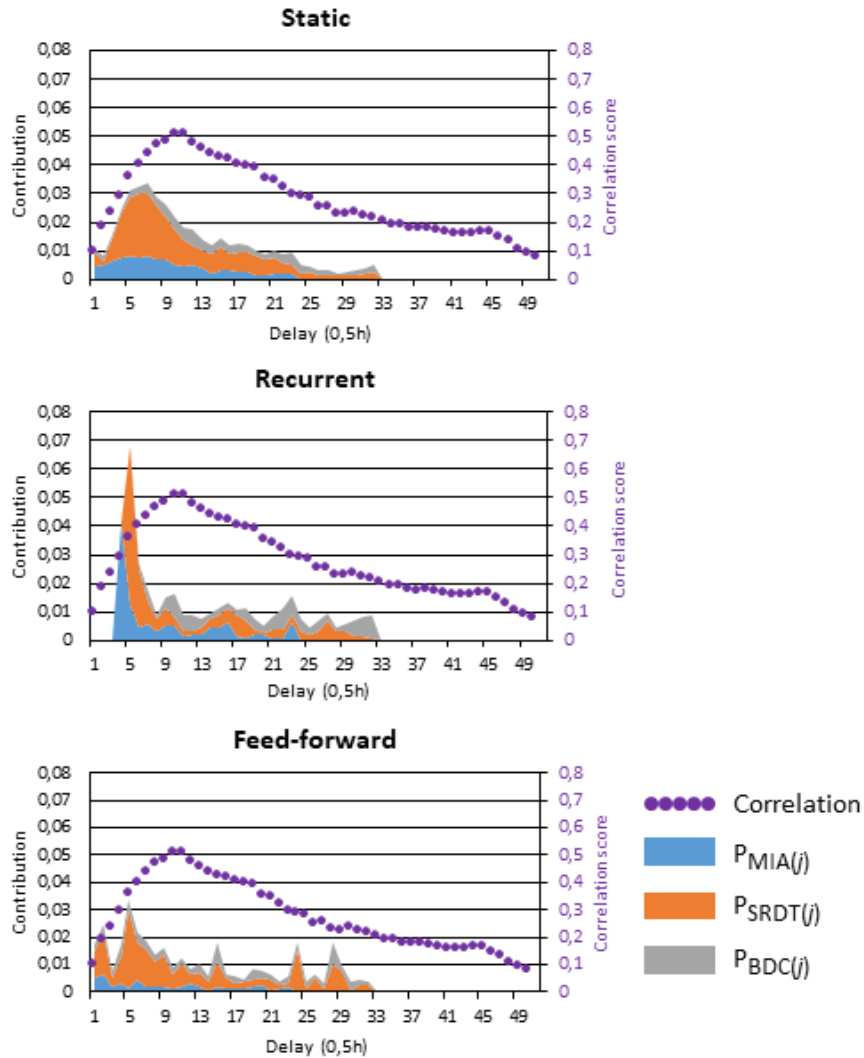 Static
0,08 0,8
0,07 0,7
0,06 0,6
0,05 0,5
0,04 0,4
0,03 0,3
0,02 0,2
0,01 0,1
0 0
Contribution
Correlation score
1 5 9 13 17 21 25 29 33 37 41 45 49
Delay (0,5h)
Recurrent
0,08 0,8
0,07 0,7
0,06 0,6
0,05 0,5
0,04 0,4
0,03 0,3
0,02 0,2
0,01 0,1
0 0
Contribution
Correlation score
1 5 9 13 17 21 25 29 33 37 41 45 49
Delay (0,5h)
Feed-forward
0,08 0,8
0,07 0,7
0,06 0,6
0,05 0,5
0,04 0,4
0,03 0,3
0,02 0,2
0,01 0,1
0 0
Contribution
Correlation score
1 5 9 13 17 21 25 29 33 37 41 45 49
Delay (0,5h)
Correlation
PMIA(j)
PSRDT(j)
PBDC(j)